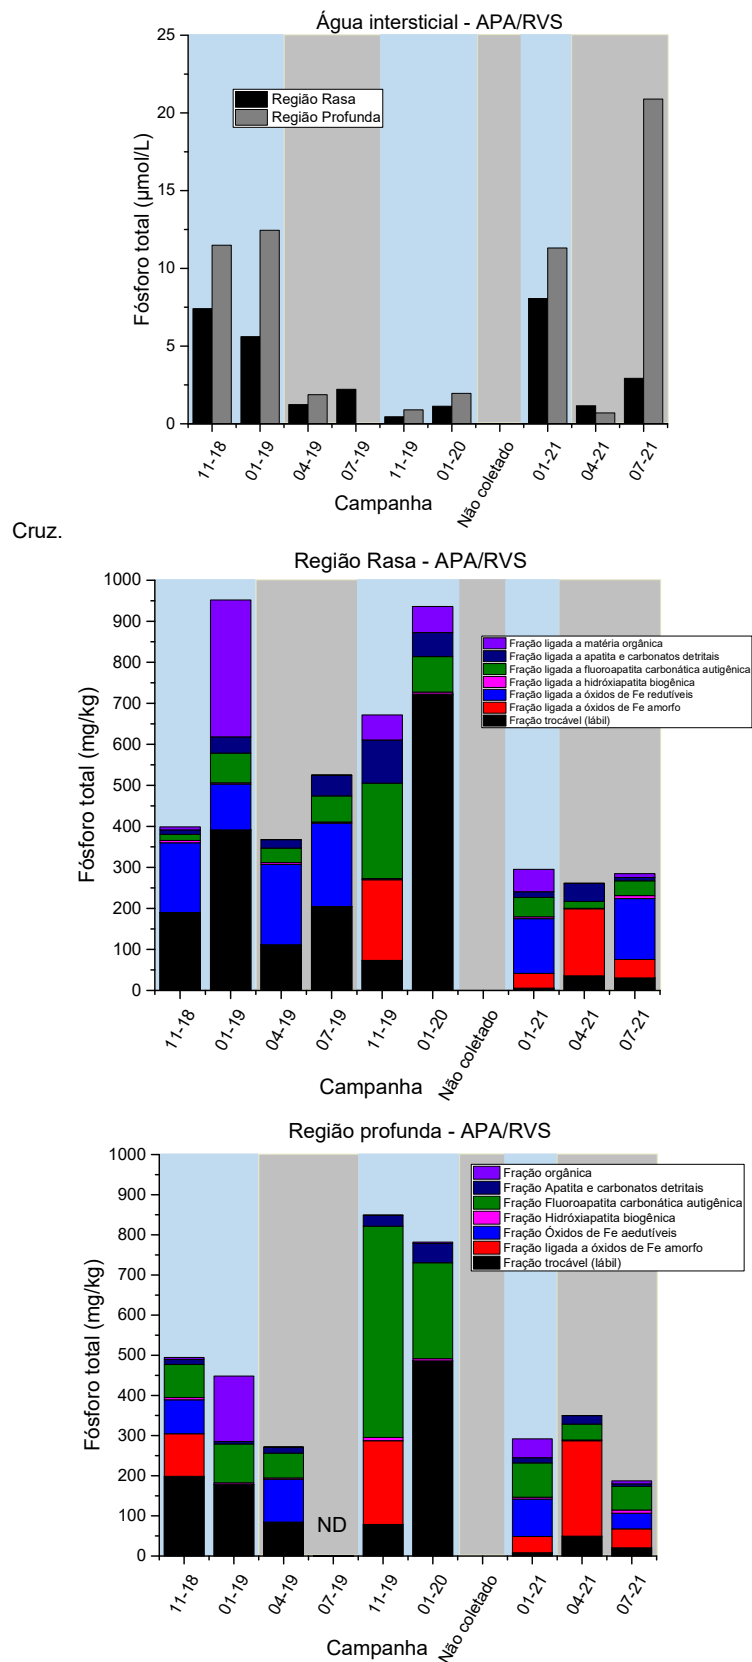 Água intersticial - APA/RVS
Fósforo total (µmol/L)
25
20
15
10
5
0
Região Rasa
Região Profunda
11-18
01-19
04-19
07-19
11-19
01-20
Não coletado
01-21
04-21
07-21
Campanha
Cruz.
Região Rasa - APA/RVS
Fósforo total (mg/kg)
1000
900
800
700
600
500
400
300
200
100
0
Fração ligada a matéria orgânica
Fração ligada a apatita e carbonatos detritais
Fração ligada a fluoroapatita carbonática autigênica
Fração ligada a hidróxiapatita biogênica
Fração ligada a óxidos de Fe redutíveis
Fração ligada a óxidos de Fe amorfo
Fração trocável (lábil)
11-18
01-19
04-19
07-19
11-19
01-20
Não coletado
01-21
04-21
07-21
Campanha
Região profunda - APA/RVS
Fósforo total (mg/kg)
1000
900
800
700
600
500
400
300
200
100
0
Fração orgânica
Fração Apatita e carbonatos detritais
Fração Fluoroapatita carbonática autigênica
Fração Hidróxiapatita biogênica
Fração Óxidos de Fe aedutíveis
Fração ligada a óxidos de Fe amorfo
Fração trocável (lábil)
ND
11-18
01-19
04-19
07-19
11-19
01-20
Não coletado
01-21
04-21
07-21
Campanha